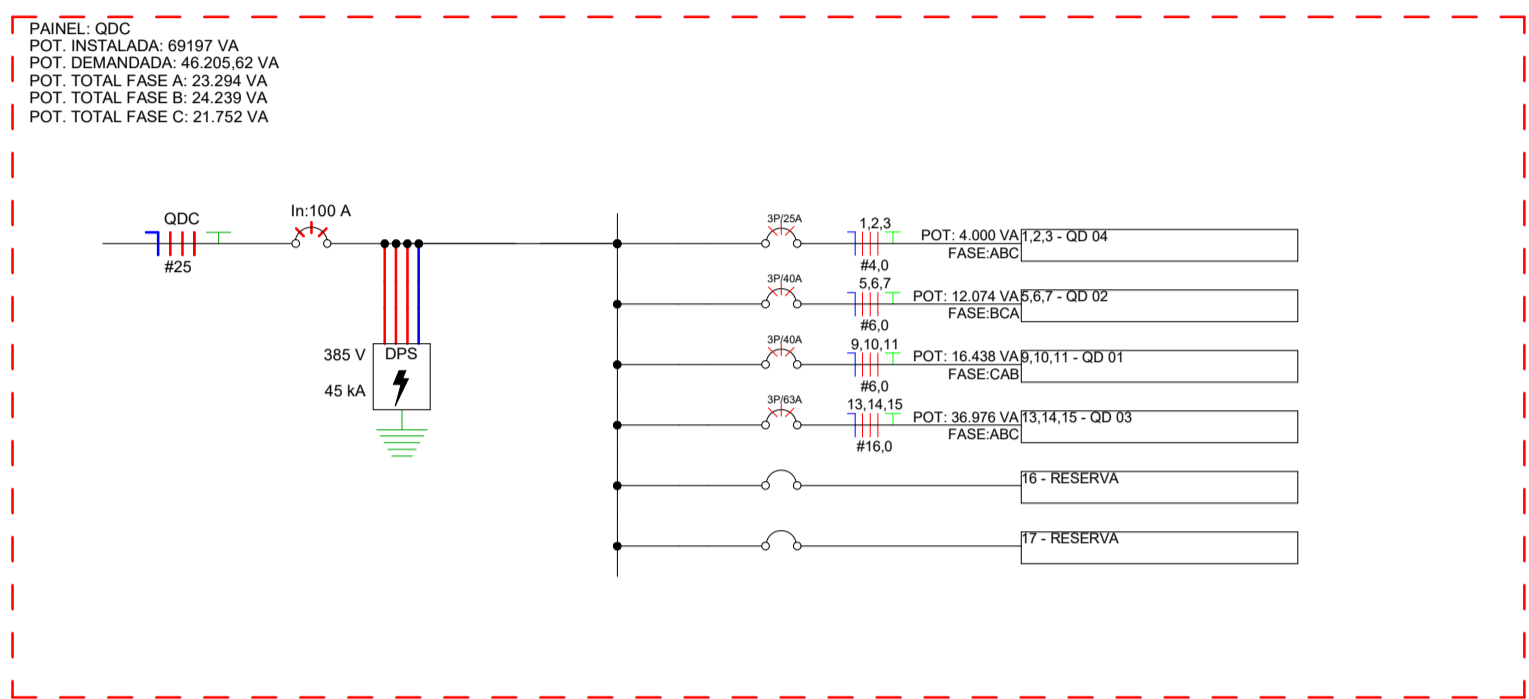 PAINEL: QDC
POT. INSTALADA: 69197 VA
POT. DEMANDADA: 46.205,62 VA
POT. TOTAL FASE A: 23.294 VA
POT. TOTAL FASE B: 24.239 VA
POT. TOTAL FASE C: 21.752 VA
QDC
#25
In:100 A
385 V
45 kA
DPS
3P/25A
1,2,3
#4,0
POT: 4.000 VA
FASE:ABC
1,2,3 - QD 04
3P/40A
5,6,7
#6,0
POT: 12.074 VA
FASE:BCA
5,6,7 - QD 02
3P/40A
9,10,11
#6,0
POT: 16.438 VA
FASE:CAB
9,10,11 - QD 01
3P/63A
13,14,15
#16,0
POT: 36.976 VA
FASE:ABC
13,14,15 - QD 03
16 - RESERVA
17 - RESERVA